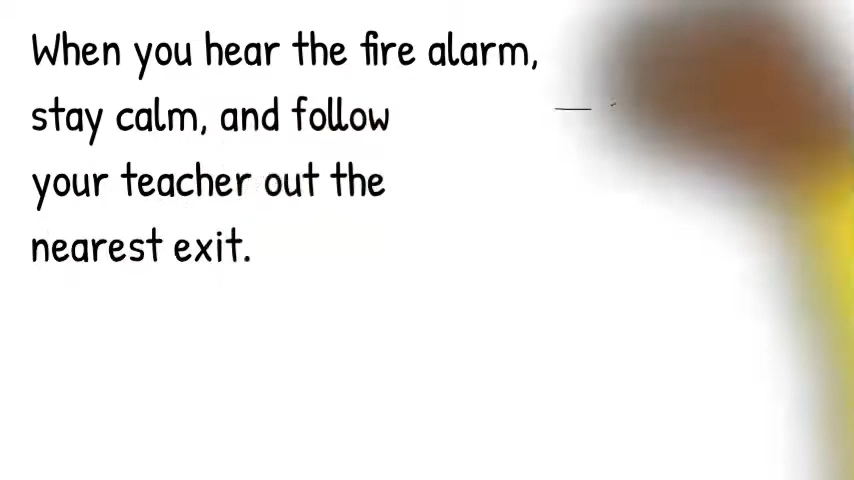 When you hear the fire alarm,
stay calm, and follow
your teacher out the
nearest exit.